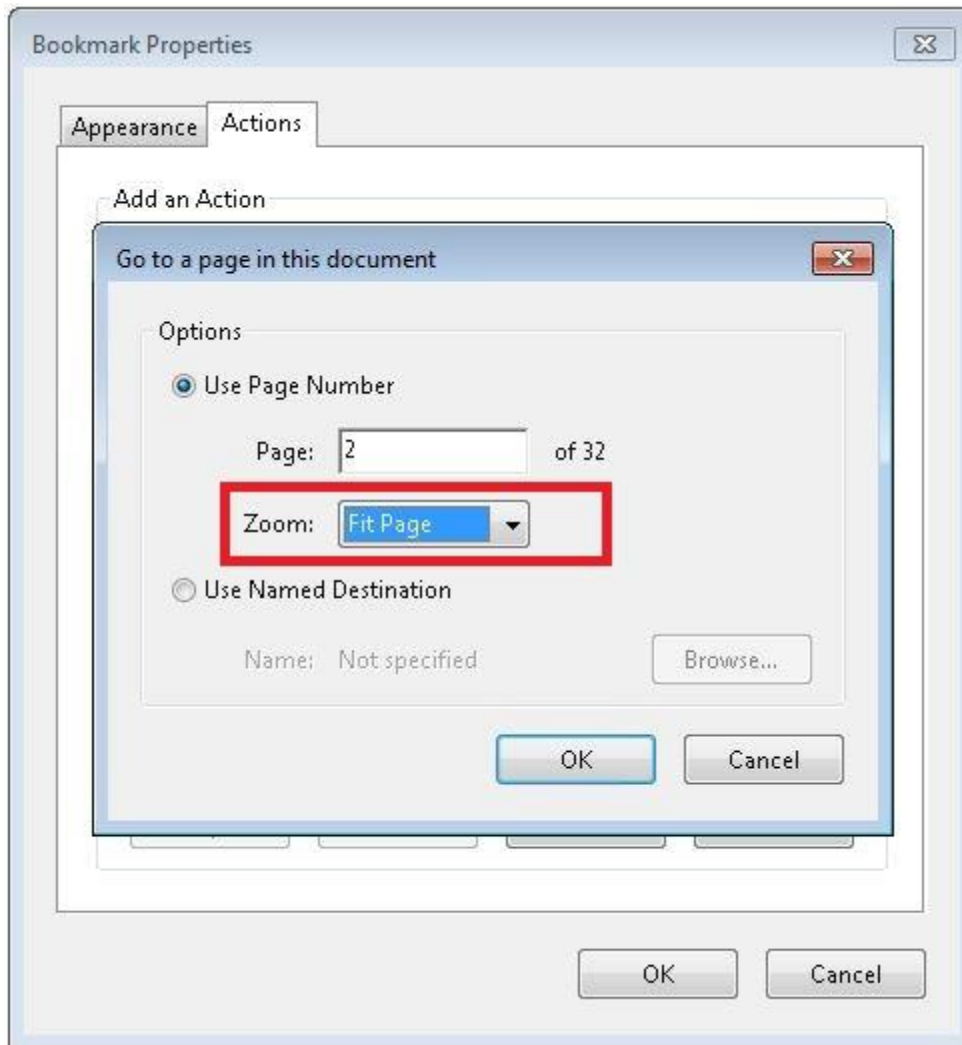 Bookmark Properties
Appearance Actions
Add an Action
Go to a page in this document
Options
Use Page Number
Page: 2 of 32
Zoom: Fit Page
Use Named Destination
Name: Not specified Browse...
OK Cancel
OK Cancel